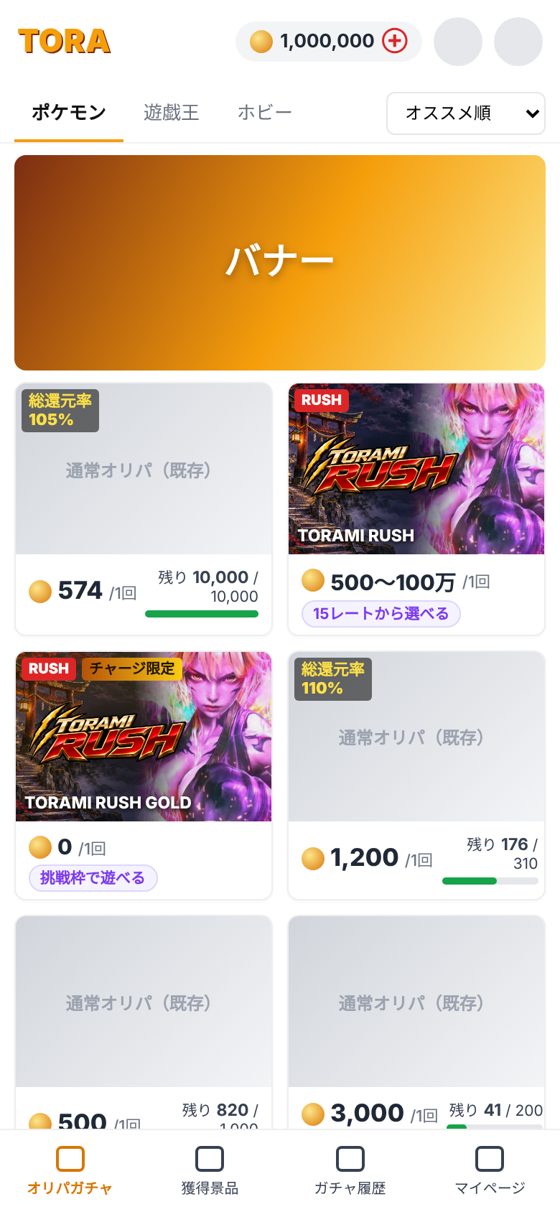 TORA
1,000,000
ポケモン
遊戯王
ホビー
オススメ順
バナー
総還元率
105%
通常オリパ（既存）
574 /1回
残り 10,000 /
10,000
RUSH
TORAMI
RUSH
TORAMI RUSH
500〜100万 /1回
15レートから選べる
RUSH
チャージ限定
TORAMI
RUSH
TORAMI RUSH GOLD
0 /1回
挑戦枠で遊べる
総還元率
110%
通常オリパ（既存）
1,200 /1回
残り 176 /
310
通常オリパ（既存）
500 /1回
残り 820 /
1,000
通常オリパ（既存）
3,000 /1回
残り 41 / 200
オリパガチャ
獲得景品
ガチャ履歴
マイページ